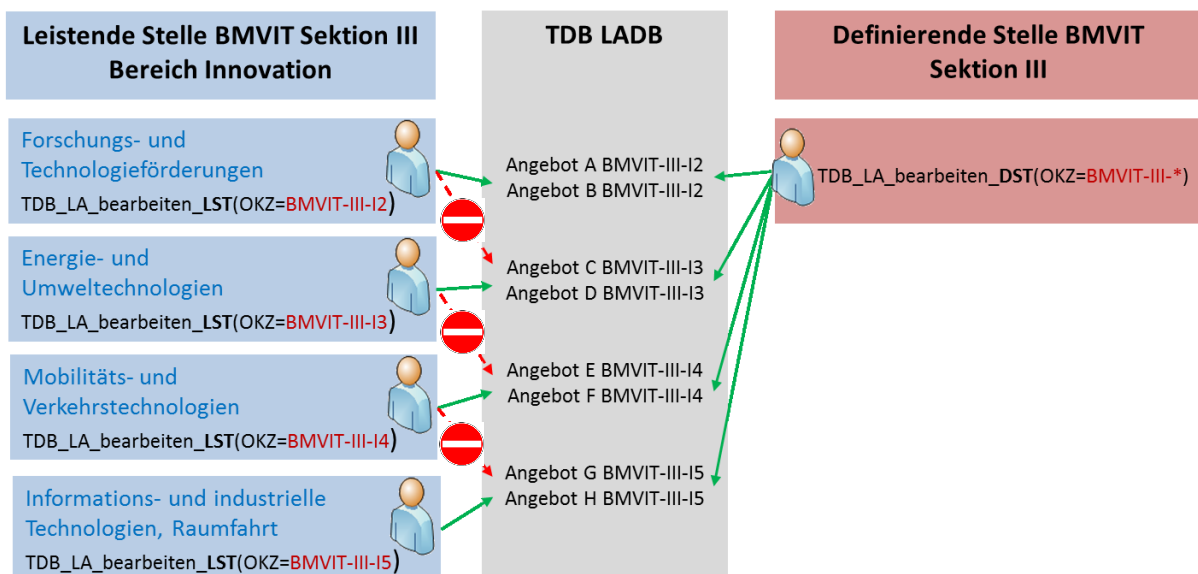 Leistende Stelle BMVIT Sektion III
Bereich Innovation
TDB LADB
Definierende Stelle BMVIT
Sektion III
Forschungs- und
Technologieförderungen
TDB_LA_bearbeiten_LST(OKZ=BMVIT-III-I2)
Energie- und
Umweltechnologien
TDB_LA_bearbeiten_LST(OKZ=BMVIT-III-I3)
Mobilitäts- und
Verkehrstechnologien
TDB_LA_bearbeiten_LST(OKZ=BMVIT-III-I4)
Informations- und industrielle
Technologien, Raumfahrt
TDB_LA_bearbeiten_LST(OKZ=BMVIT-III-I5)
Angebot A BMVIT-III-I2
Angebot B BMVIT-III-I2
Angebot C BMVIT-III-I3
Angebot D BMVIT-III-I3
Angebot E BMVIT-III-I4
Angebot F BMVIT-III-I4
Angebot G BMVIT-III-I5
Angebot H BMVIT-III-I5
TDB_LA_bearbeiten_DST(OKZ=BMVIT-III-*)